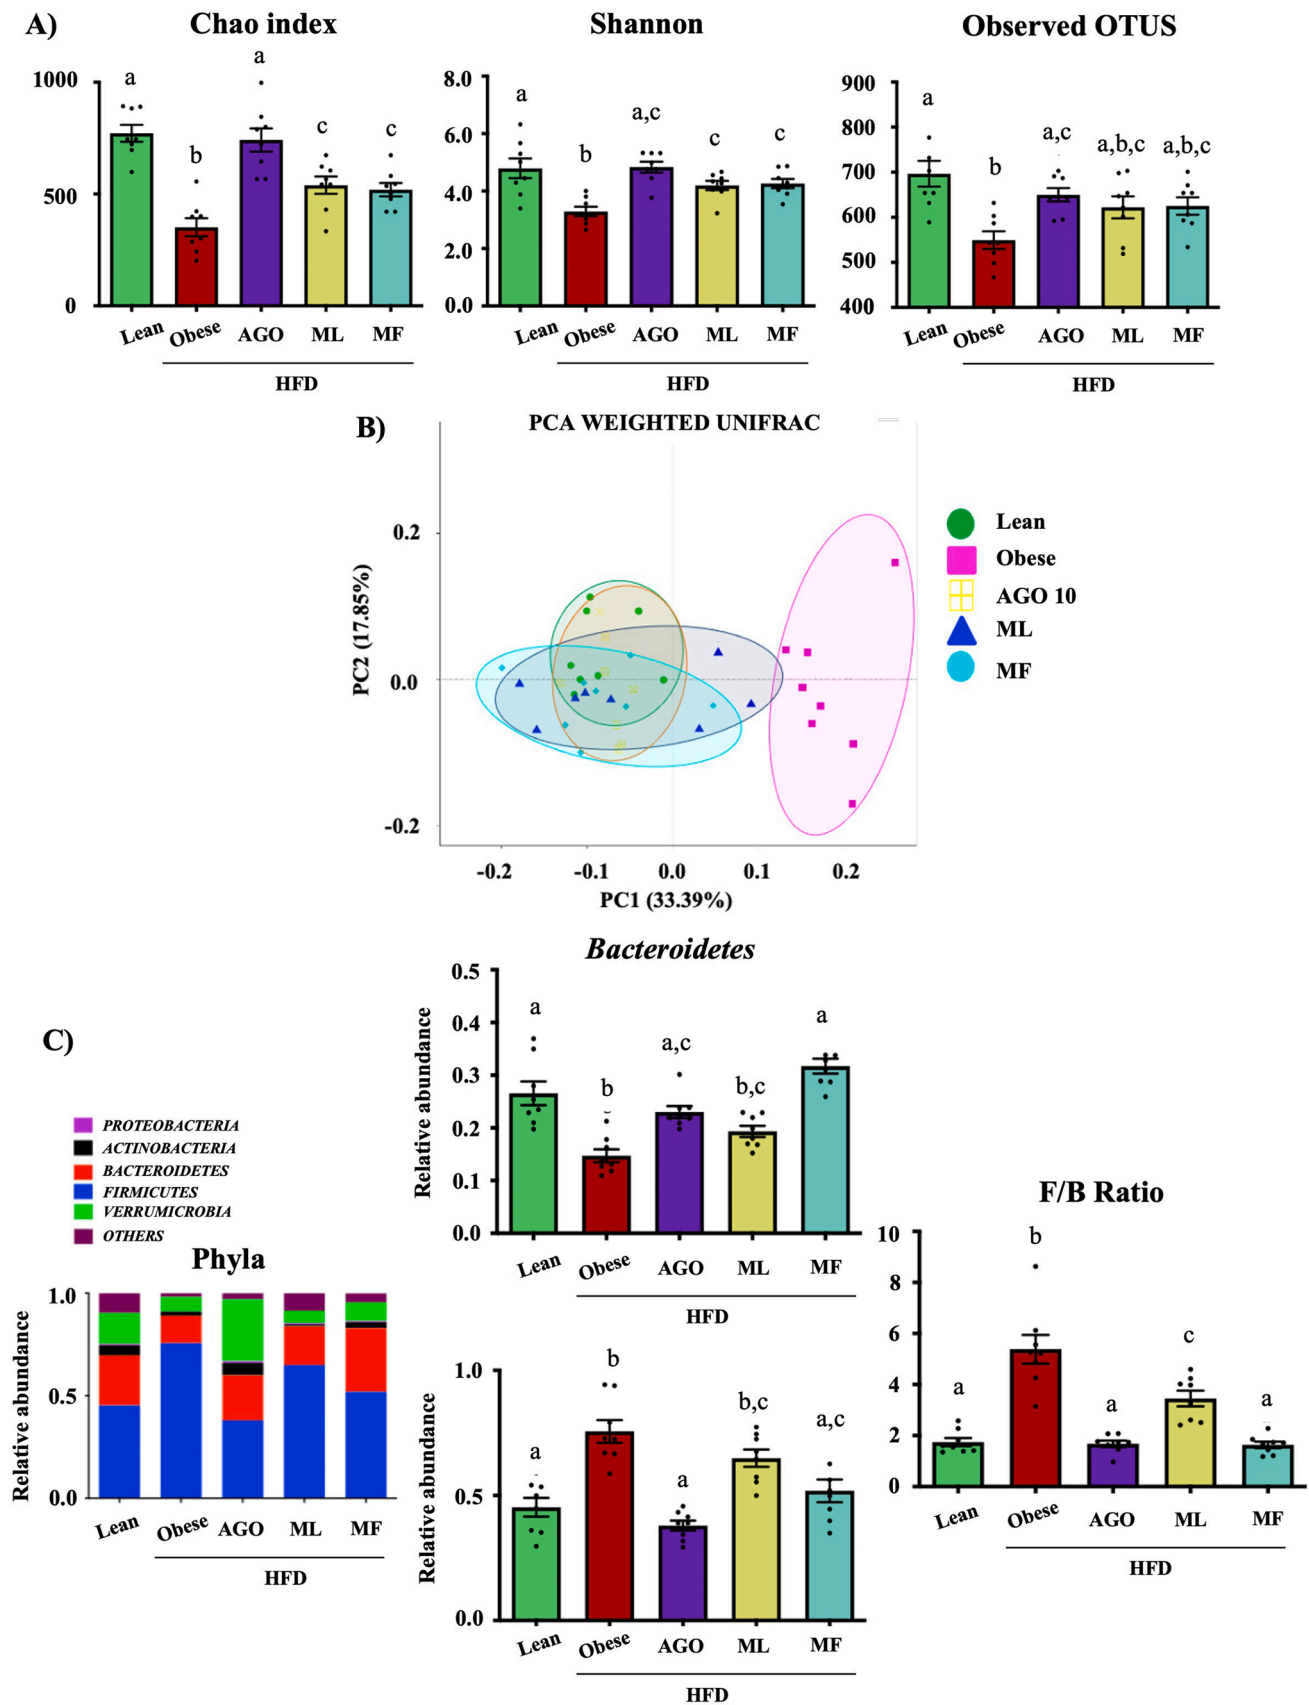 A)
Chao index
Shannon
Observed OTUS
1000
500
0
a
b
a
c
c
Lean
Obese
AGO
ML
MF
HFD
8.0
6.0
4.0
2.0
0.0
a
b
a,c
c
c
Lean
Obese
AGO
ML
MF
HFD
900
800
700
600
500
400
a
b
a,c
a,b,c
a,b,c
Lean
Obese
AGO
ML
MF
HFD
B)
PCA WEIGHTED UNIFRAC
PC2 (17.85%)
0.2
0.0
-0.2
-0.2
-0.1
0.0
0.1
0.2
PC1 (33.39%)
Lean
Obese
AGO 10
ML
MF
C)
PROTEOBACTERIA
ACTINOBACTERIA
BACTEROIDETES
FIRMICUTES
VERRUMICROBIA
OTHERS
Phyla
Relative abundance
1.0
0.5
0.0
Lean
Obese
AGO
ML
MF
HFD
Bacteroidetes
Relative abundance
0.5
0.4
0.3
0.2
0.1
0.0
a
b
a,c
b,c
a
Lean
Obese
AGO
ML
MF
HFD
Relative abundance
1.0
0.5
0.0
a
b
a
b,c
a,c
Lean
Obese
AGO
ML
MF
HFD
F/B Ratio
10
8
6
4
2
0
a
b
a
c
a
Lean
Obese
AGO
ML
MF
HFD